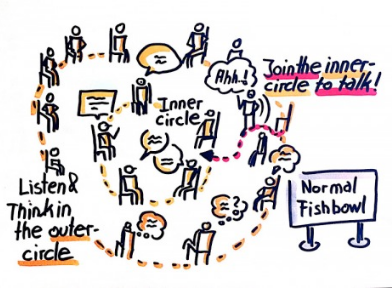 Ahh..!
Join the inner-
circle to talk!
Inner
circle
Listen &
Think in
the outer-
circle
Normal
Fishbowl